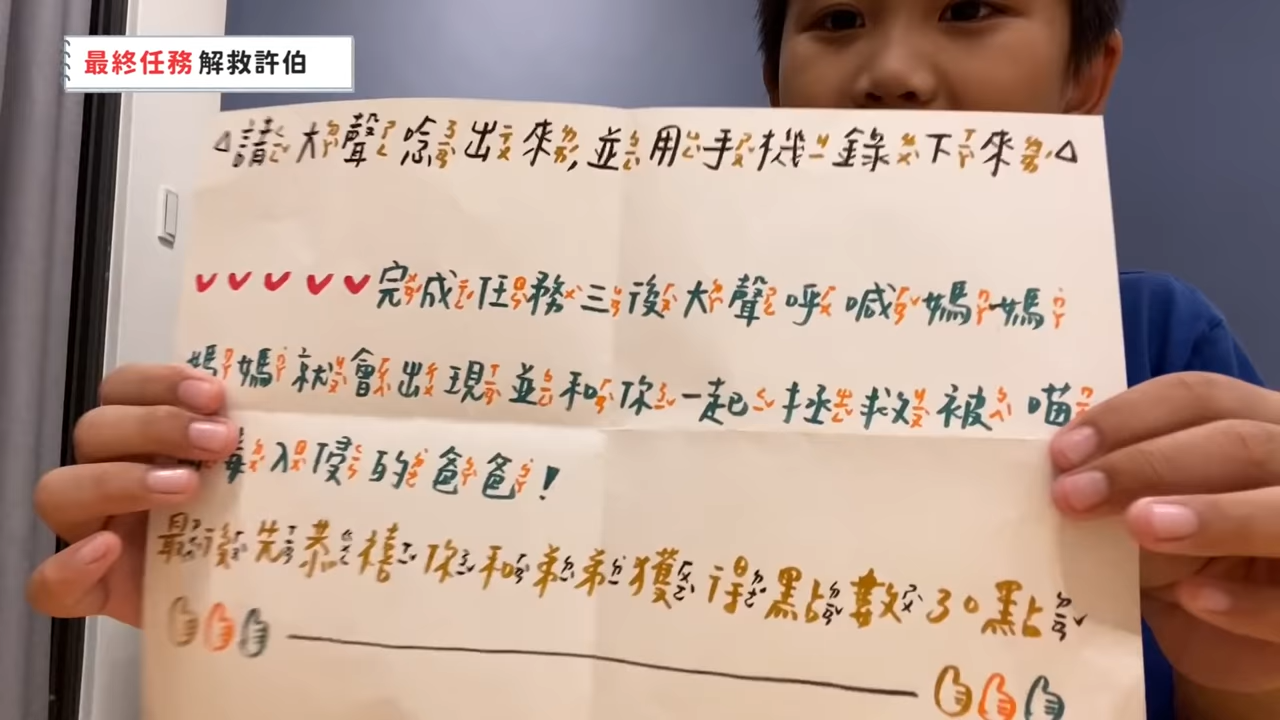 最終任務 解救許伯
△請大聲唸出來,並用手機錄下來△
完成任務三後大聲呼喊媽媽
媽媽就會出現並和你一起拯救被喵
毒入侵的爸爸!
最後先恭禧你和弟弟獲得點數30點